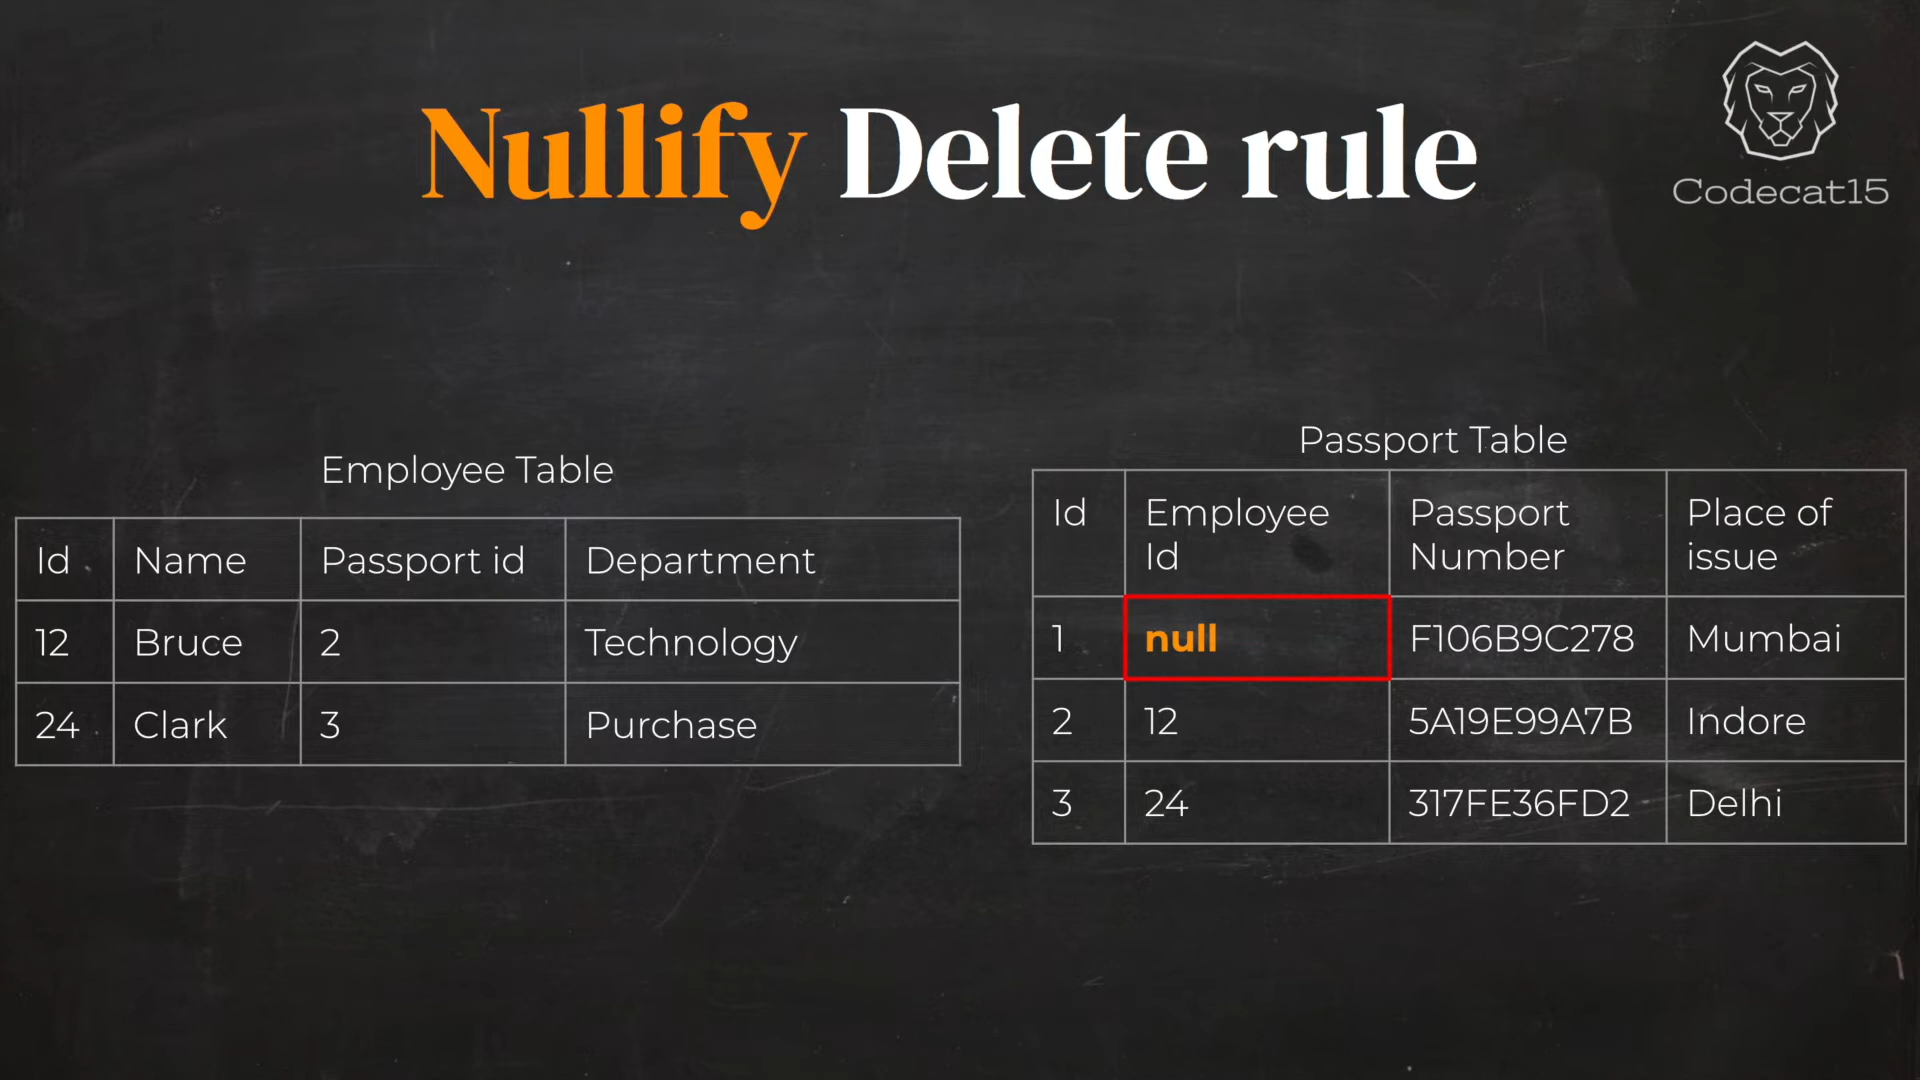 Nullify Delete rule
Codecat15
Employee Table
Id Name Passport id Department
12 Bruce 2 Technology
24 Clark 3 Purchase
Passport Table
Id Employee Id Passport Number Place of issue
1 null F106B9C278 Mumbai
2 12 5A19E99A7B Indore
3 24 317FE36FD2 Delhi